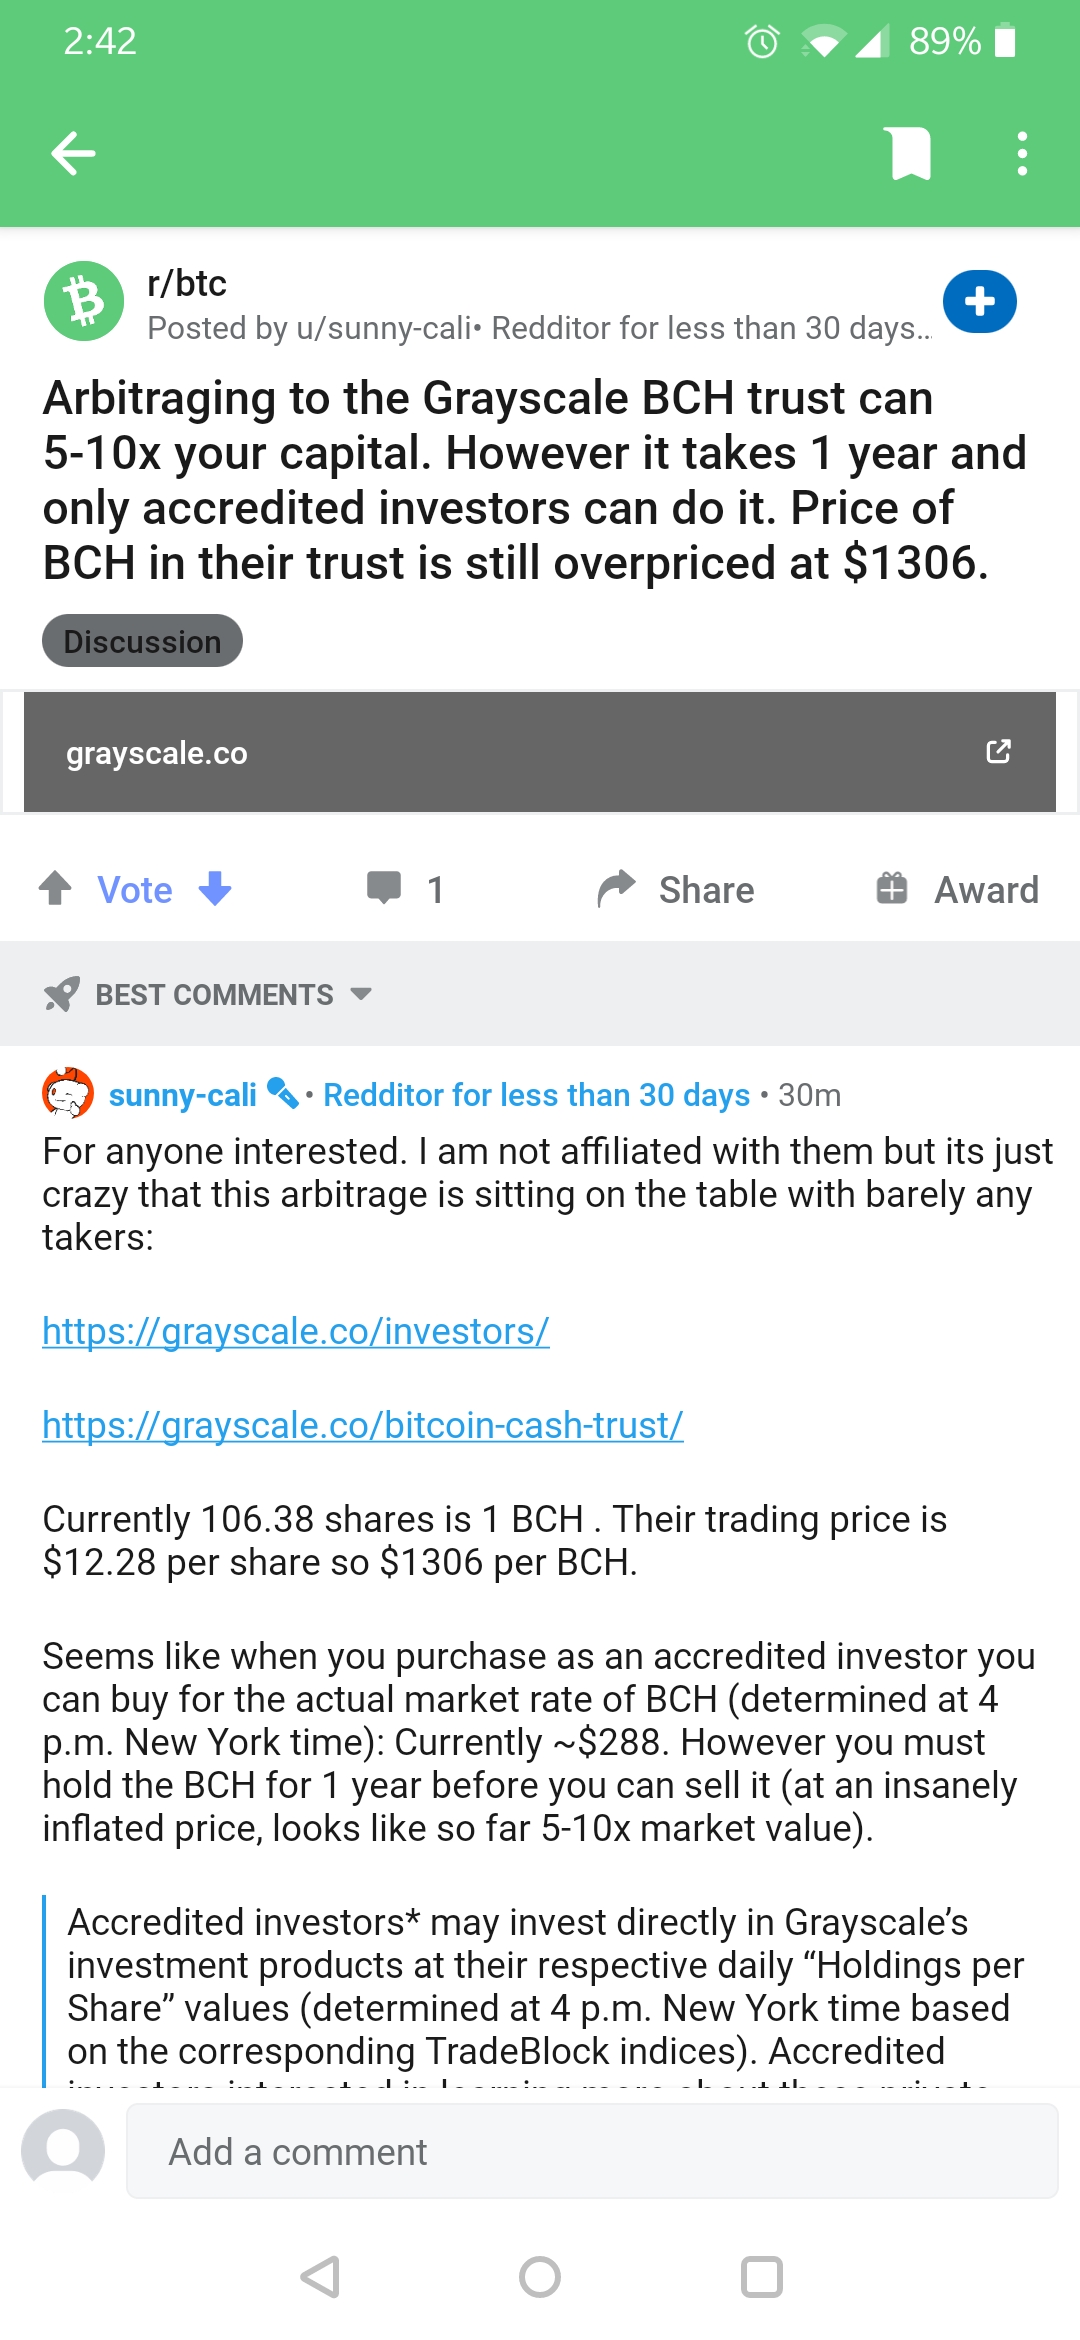 2:42
89%
r/btc
Posted by u/sunny-cali• Redditor for less than 30 days...
Arbitraging to the Grayscale BCH trust can
5-10x your capital. However it takes 1 year and
only accredited investors can do it. Price of
BCH in their trust is still overpriced at $1306.
Discussion
grayscale.co
Vote
1
Share
Award
BEST COMMENTS
sunny-cali • Redditor for less than 30 days • 30m
For anyone interested. I am not affiliated with them but its just
crazy that this arbitrage is sitting on the table with barely any
takers:
https://grayscale.co/investors/
https://grayscale.co/bitcoin-cash-trust/
Currently 106.38 shares is 1 BCH . Their trading price is
$12.28 per share so $1306 per BCH.
Seems like when you purchase as an accredited investor you
can buy for the actual market rate of BCH (determined at 4
p.m. New York time): Currently ~$288. However you must
hold the BCH for 1 year before you can sell it (at an insanely
inflated price, looks like so far 5-10x market value).
Accredited investors* may invest directly in Grayscale’s
investment products at their respective daily “Holdings per
Share” values (determined at 4 p.m. New York time based
on the corresponding TradeBlock indices). Accredited
investors interested in learning more about these private
Add a comment